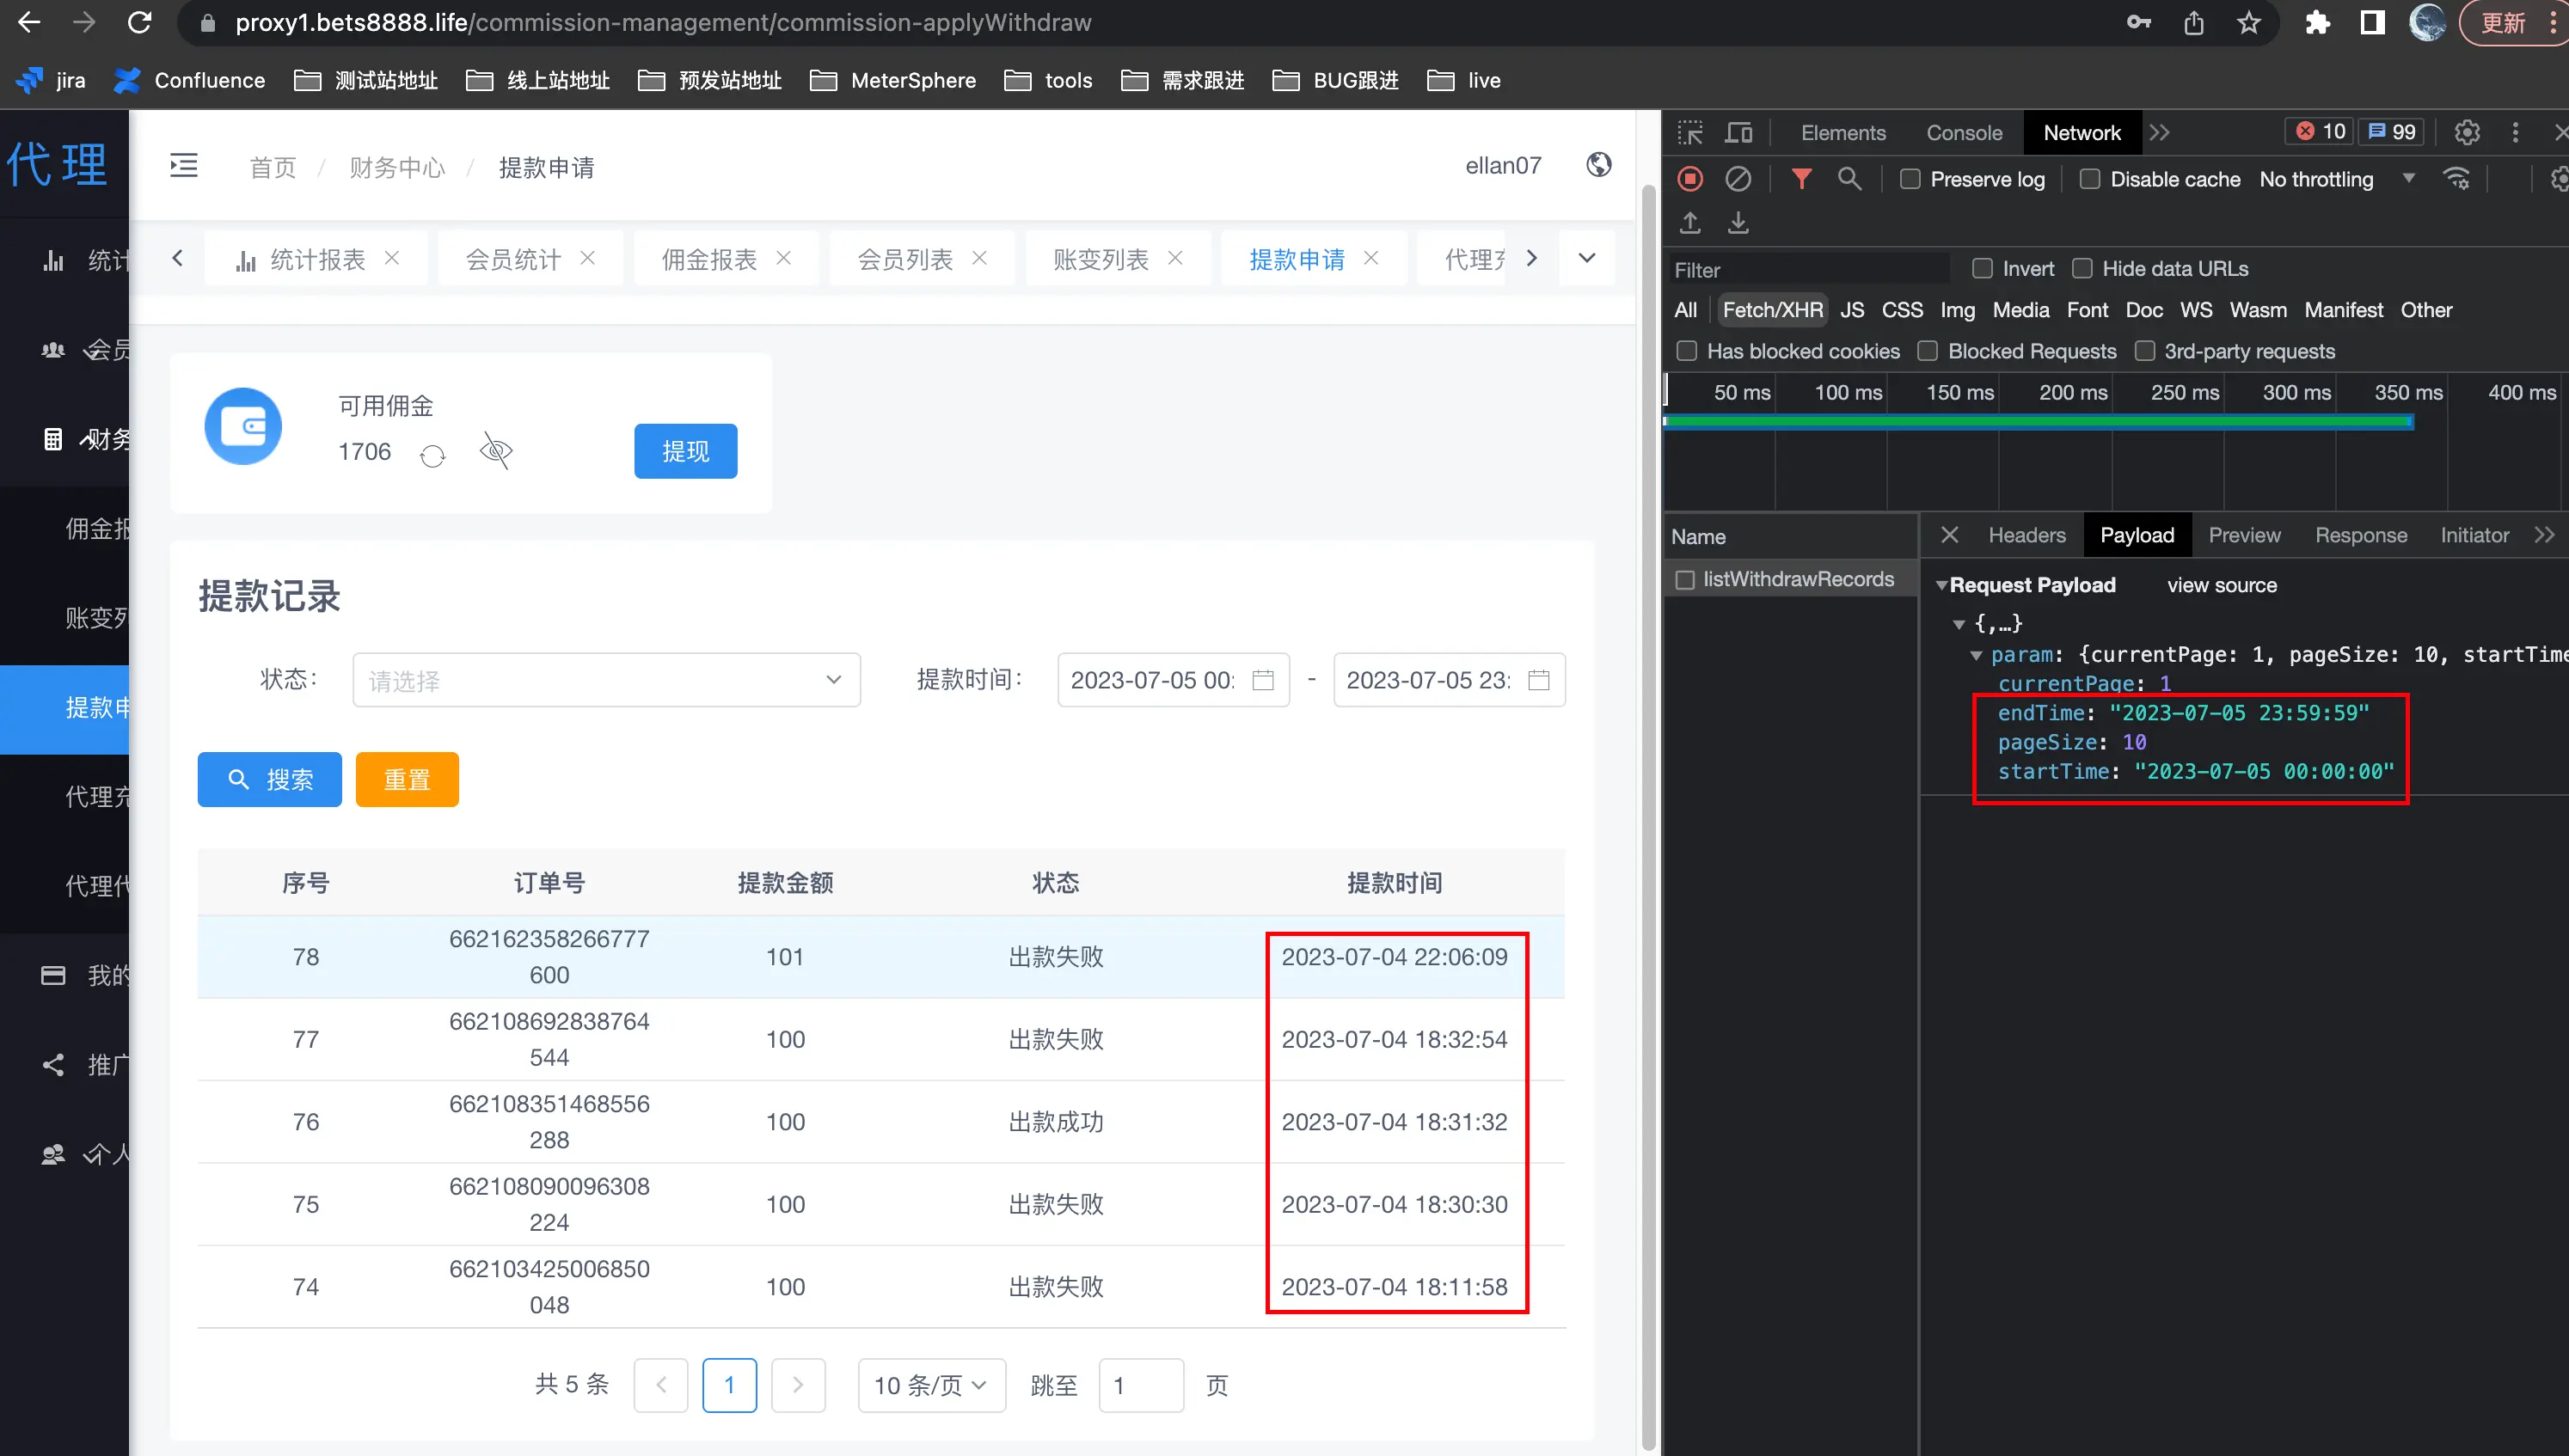 proxy1.bets8888.life/commission-management/commission-applyWithdraw
更新
jira Confluence 测试站地址 线上站地址 预发站地址 MeterSphere tools 需求跟进 BUG跟进 live
代理
统计
会员
财务
佣金报
账变列
提款申
代理充
代理代
我的
推广
个人
首页 / 财务中心 / 提款申请
ellan07
统计报表 会员统计 佣金报表 会员列表 账变列表 提款申请 代理充
可用佣金
1706
提现
提款记录
状态: 请选择 提款时间: 2023-07-05 00: - 2023-07-05 23:
搜索 重置
序号 订单号 提款金额 状态 提款时间
78 662162358266777600 101 出款失败 2023-07-04 22:06:09
77 662108692838764544 100 出款失败 2023-07-04 18:32:54
76 662108351468556288 100 出款成功 2023-07-04 18:31:32
75 662108090096308224 100 出款失败 2023-07-04 18:30:30
74 662103425006850048 100 出款失败 2023-07-04 18:11:58
共 5 条 1 10 条/页 跳至 1 页
Elements Console Network 10 99
Preserve log Disable cache No throttling
Filter Invert Hide data URLs
All Fetch/XHR JS CSS Img Media Font Doc WS Wasm Manifest Other
Has blocked cookies Blocked Requests 3rd-party requests
50 ms 100 ms 150 ms 200 ms 250 ms 300 ms 350 ms 400 ms
Name
listWithdrawRecords
Headers Payload Preview Response Initiator
Request Payload view source
{,…}
param: {currentPage: 1, pageSize: 10, startTime
currentPage: 1
endTime: "2023-07-05 23:59:59"
pageSize: 10
startTime: "2023-07-05 00:00:00"